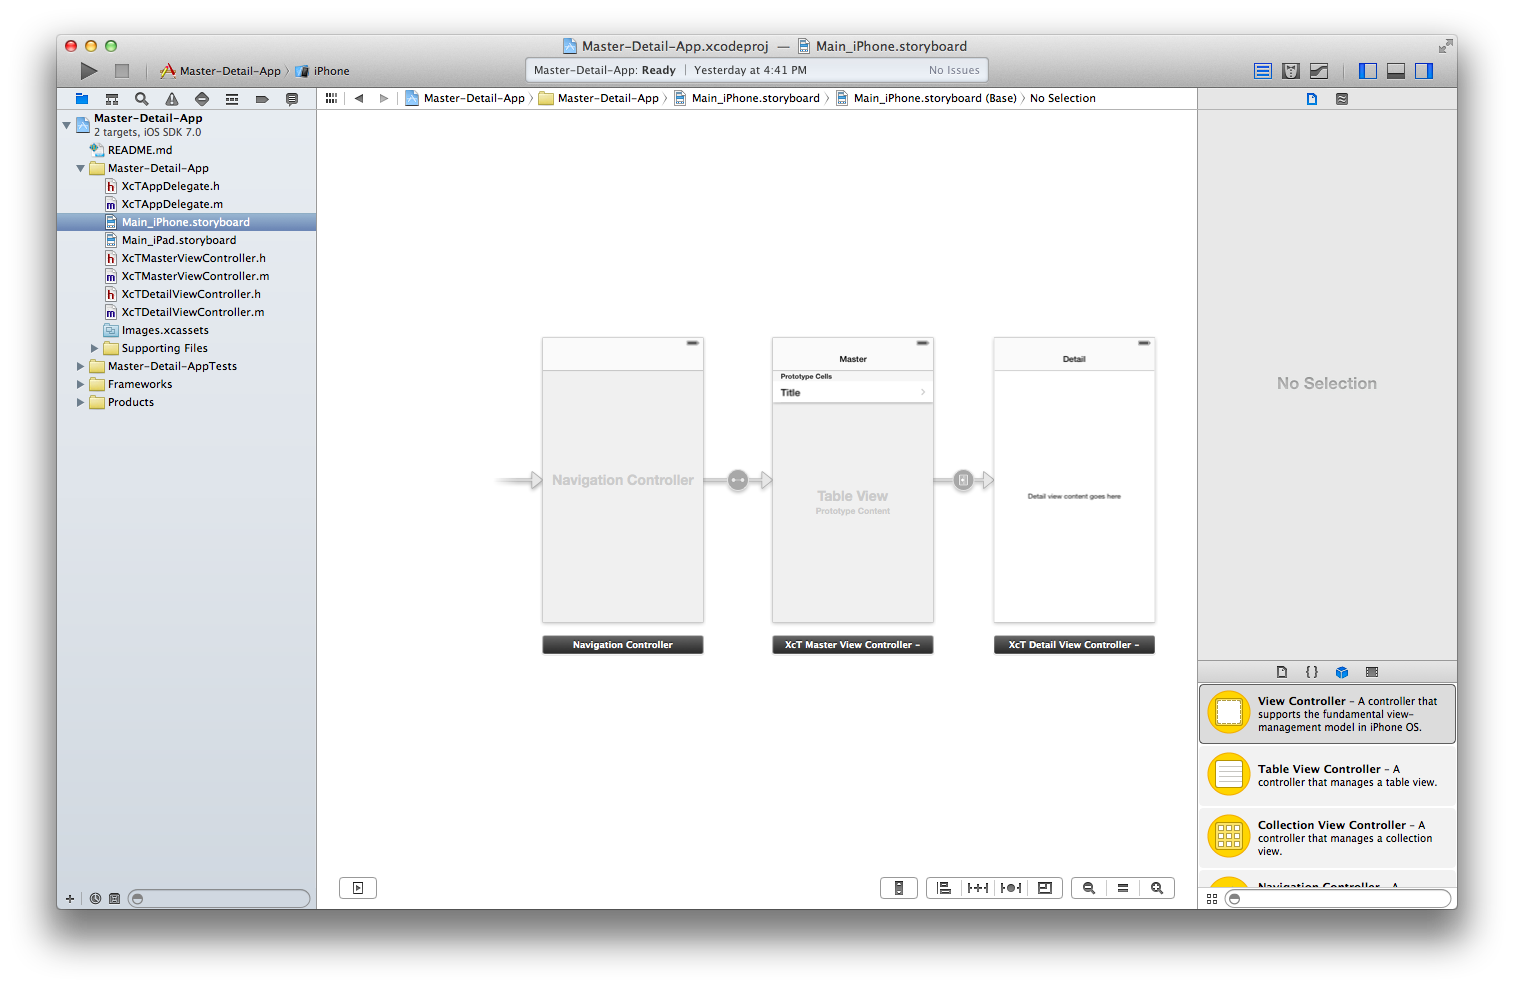 Master-Detail-App.xcodeproj — Main_iPhone.storyboard
Master-Detail-App iPhone
Master-Detail-App: Ready Yesterday at 4:41 PM No Issues
Master-Detail-App Master-Detail-App Main_iPhone.storyboard Main_iPhone.storyboard (Base) No Selection
Master-Detail-App
2 targets, iOS SDK 7.0
README.md
Master-Detail-App
h XcTAppDelegate.h
m XcTAppDelegate.m
Main_iPhone.storyboard
Main_iPad.storyboard
h XcTMasterViewController.h
m XcTMasterViewController.m
h XcTDetailViewController.h
m XcTDetailViewController.m
Images.xcassets
Supporting Files
Master-Detail-AppTests
Frameworks
Products
Navigation Controller
Navigation Controller
Master
Prototype Cells
Title
Table View
Prototype Content
XcT Master View Controller –
Detail
Detail view content goes here
XcT Detail View Controller –
No Selection
{ }
View Controller – A controller that
supports the fundamental view-
management model in iPhone OS.
Table View Controller – A
controller that manages a table view.
Collection View Controller – A
controller that manages a collection
view.
Navigation Controller – A